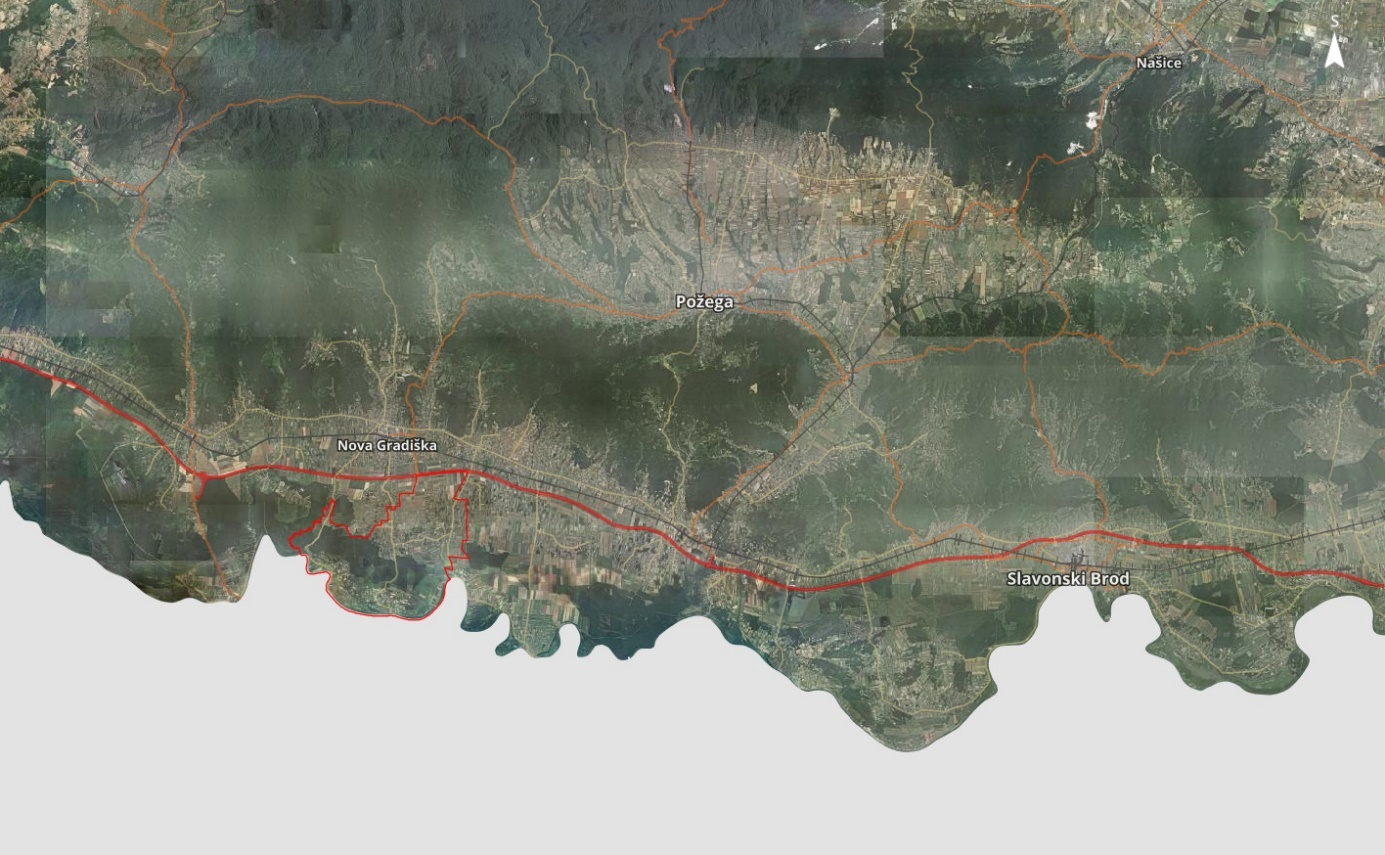 S
Našice
Požega
Nova Gradiška
Slavonski Brod